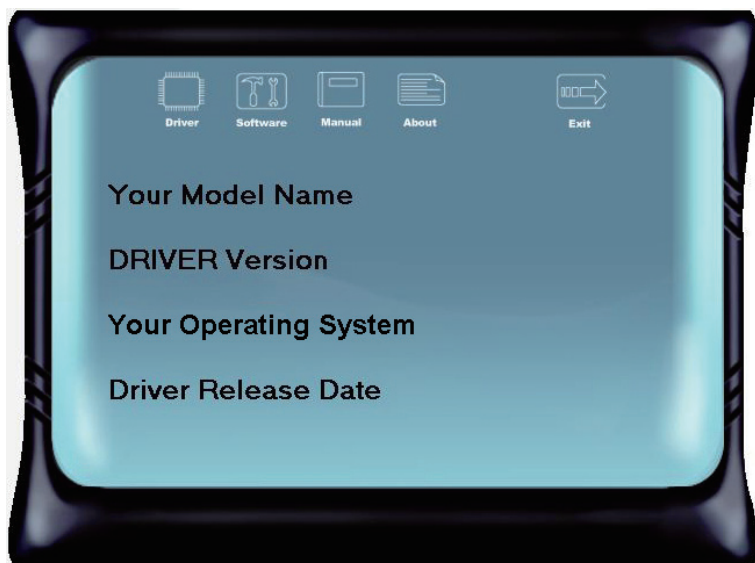 Driver Software Manual About Exit
Your Model Name
DRIVER Version
Your Operating System
Driver Release Date